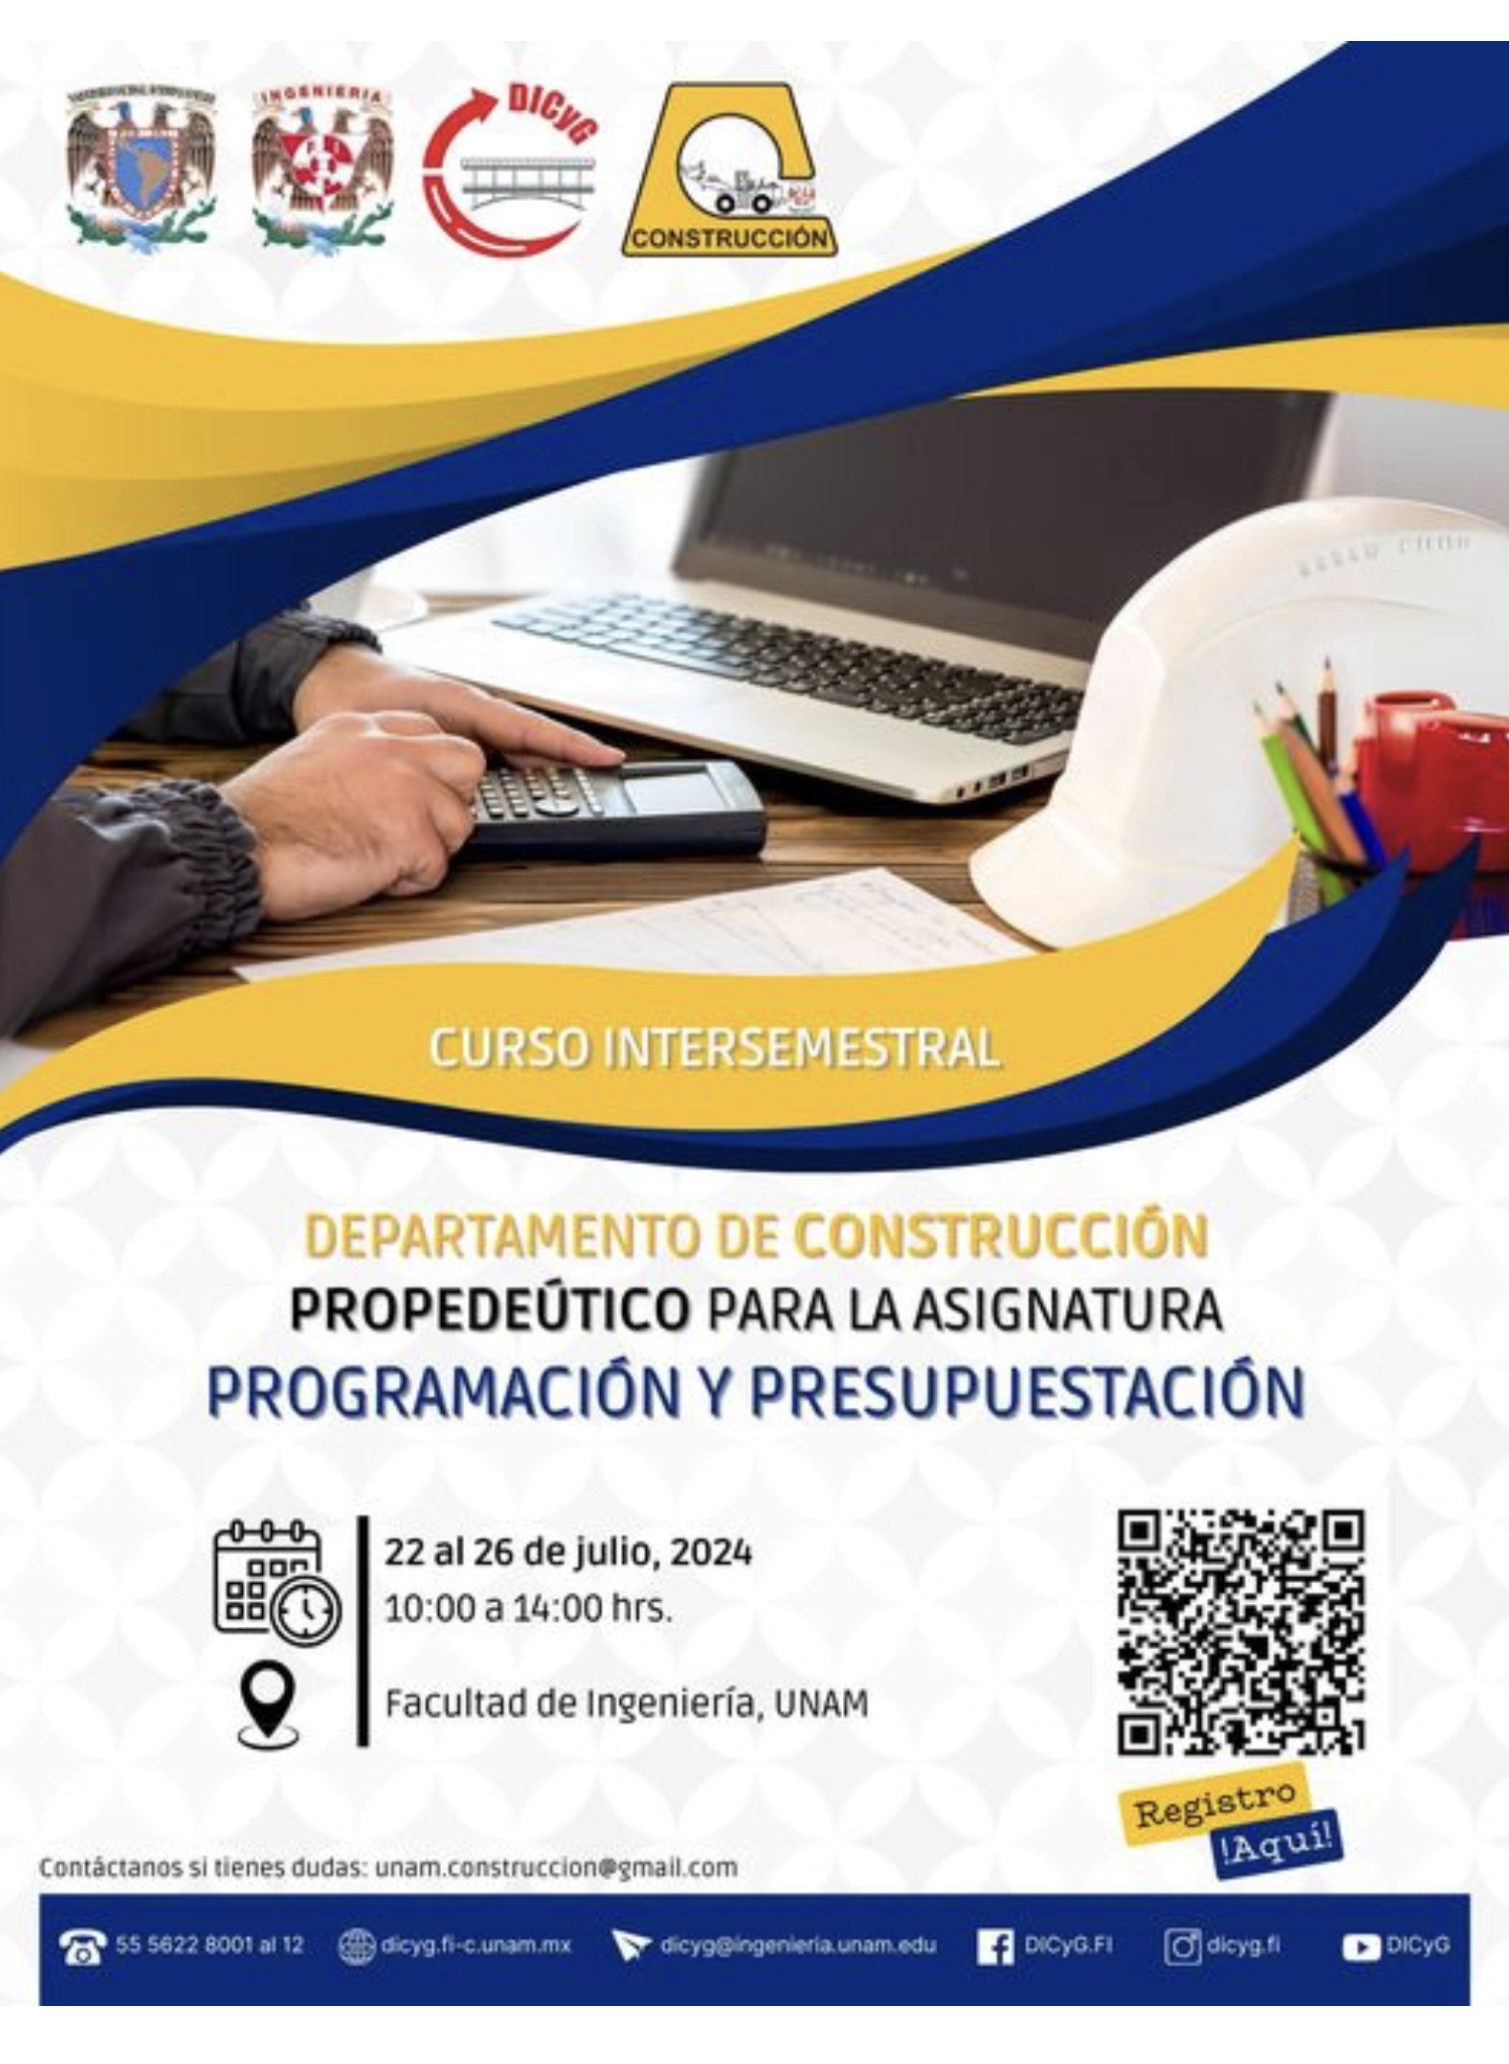 INGENIERIA
DICyG
CONSTRUCCIÓN
CURSO INTERSEMESTRAL
DEPARTAMENTO DE CONSTRUCCIÓN
PROPEDEÚTICO PARA LA ASIGNATURA
PROGRAMACIÓN Y PRESUPUESTACIÓN
22 al 26 de julio, 2024
10:00 a 14:00 hrs.
Facultad de Ingeniería, UNAM
Registro
!Aquí!
Contáctanos si tienes dudas: unam.construccion@gmail.com
55 5622 8001 al 12 dicyg.fi-c.unam.mx dicyg@ingenieria.unam.edu DICyG.FI dicyg.fi DICyG